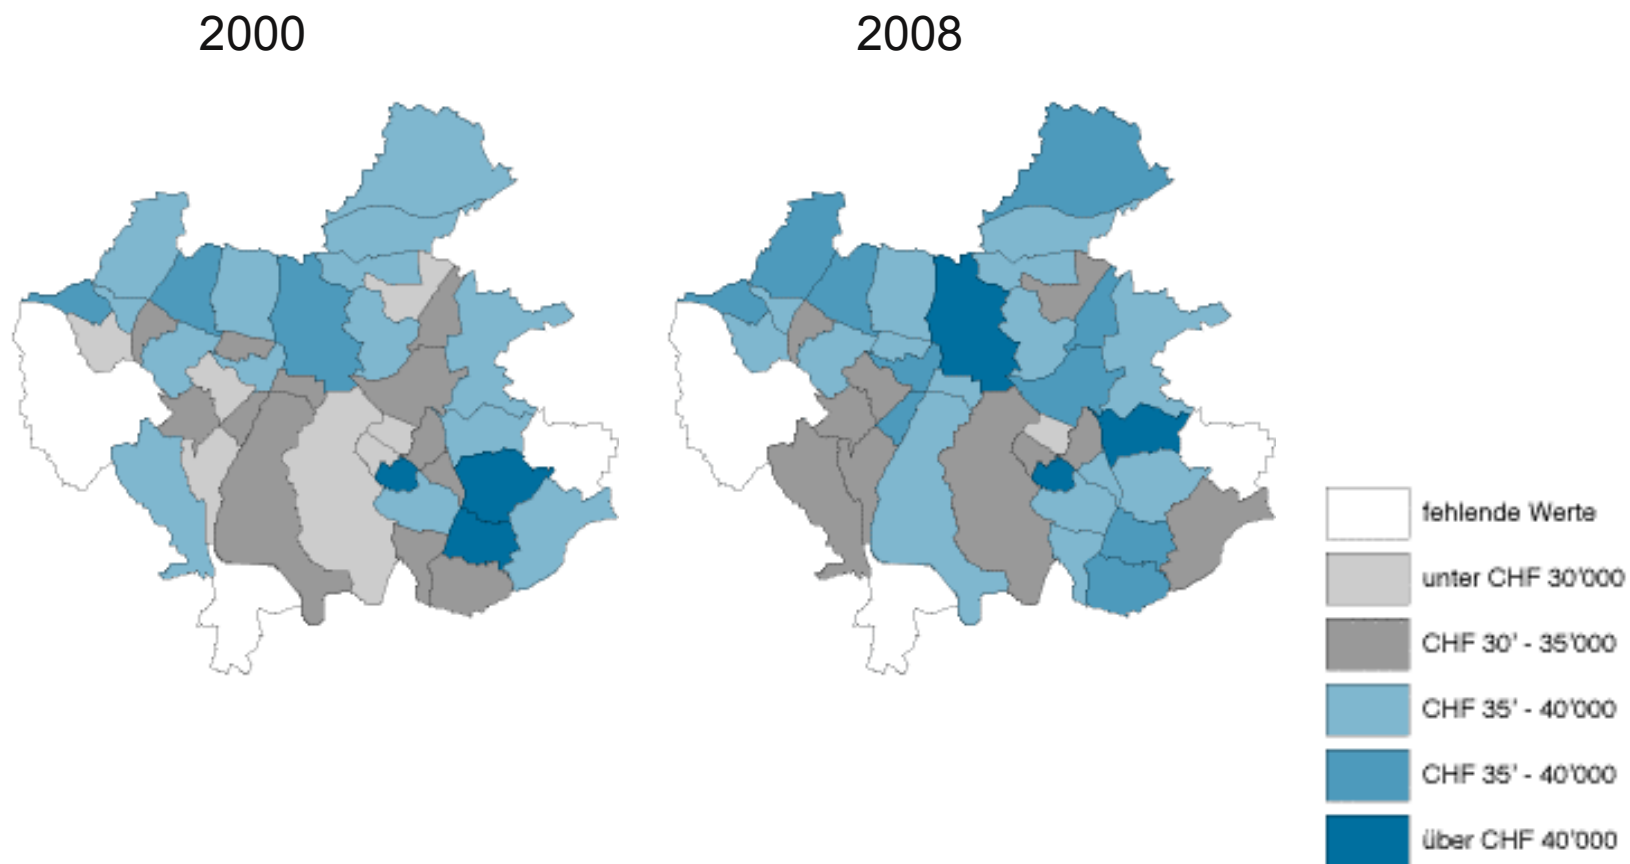 2000
2008
fehlende Werte
unter CHF 30'000
CHF 30' - 35'000
CHF 35' - 40'000
CHF 35' - 40'000
über CHF 40'000